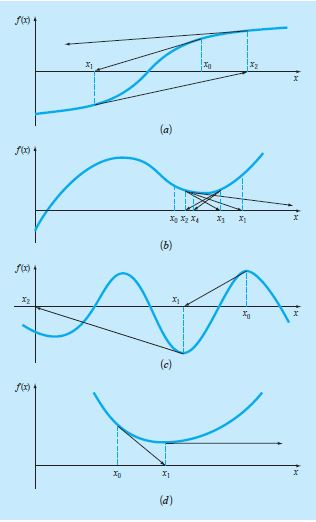 f(x)
x₁
x₀
x₂
x
(a)
f(x)
x₀ x₂ x₄ x₃ x₁ x
(b)
f(x)
x₂
x₁
x₀
x
(c)
f(x)
x₀
x₁
x
(d)